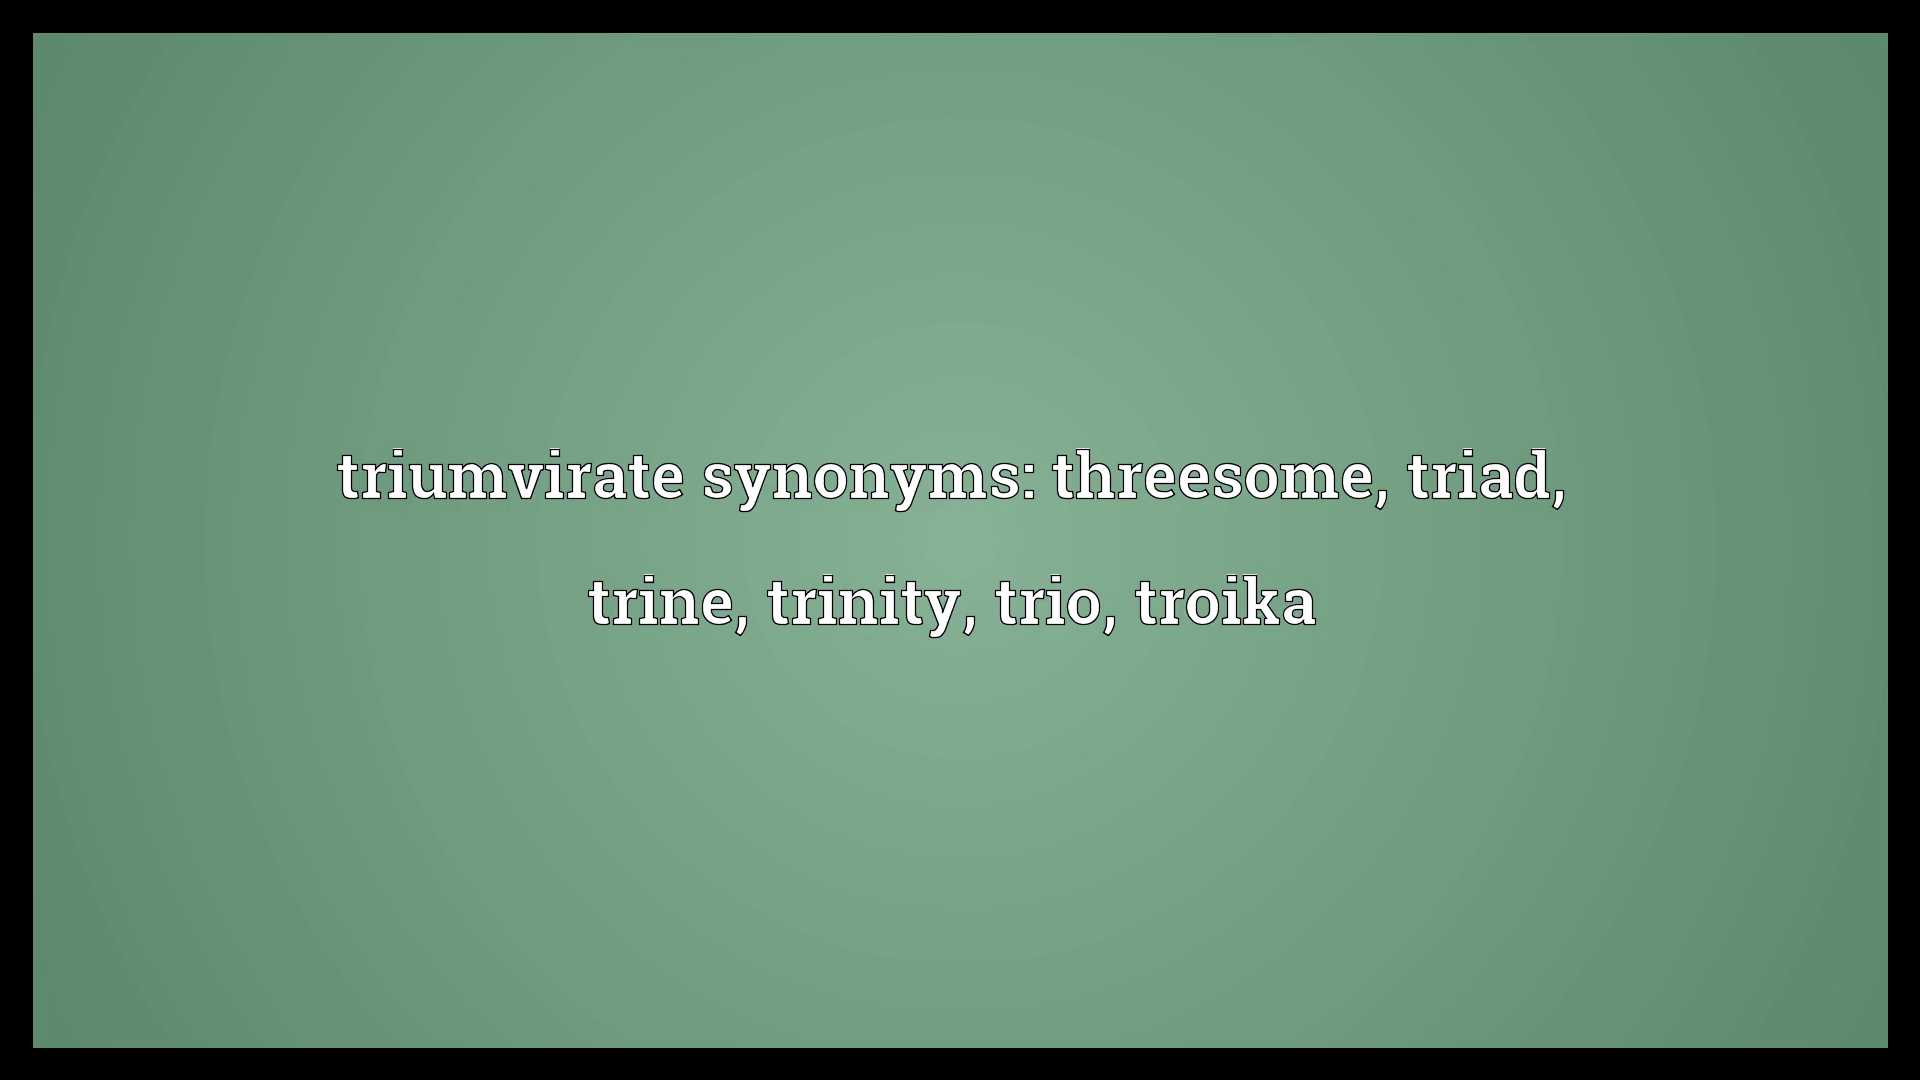 triumvirate synonyms: threesome, triad,
trine, trinity, trio, troika